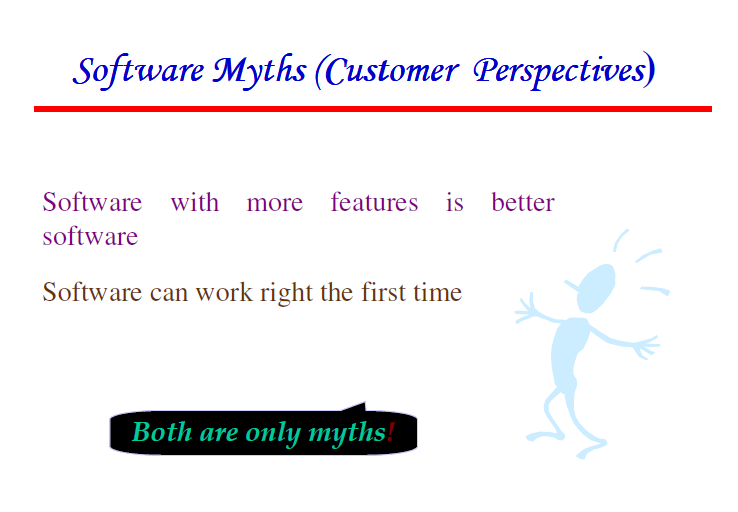 Software Myths (Customer Perspectives)
Software with more features is better
software
Software can work right the first time
Both are only myths!